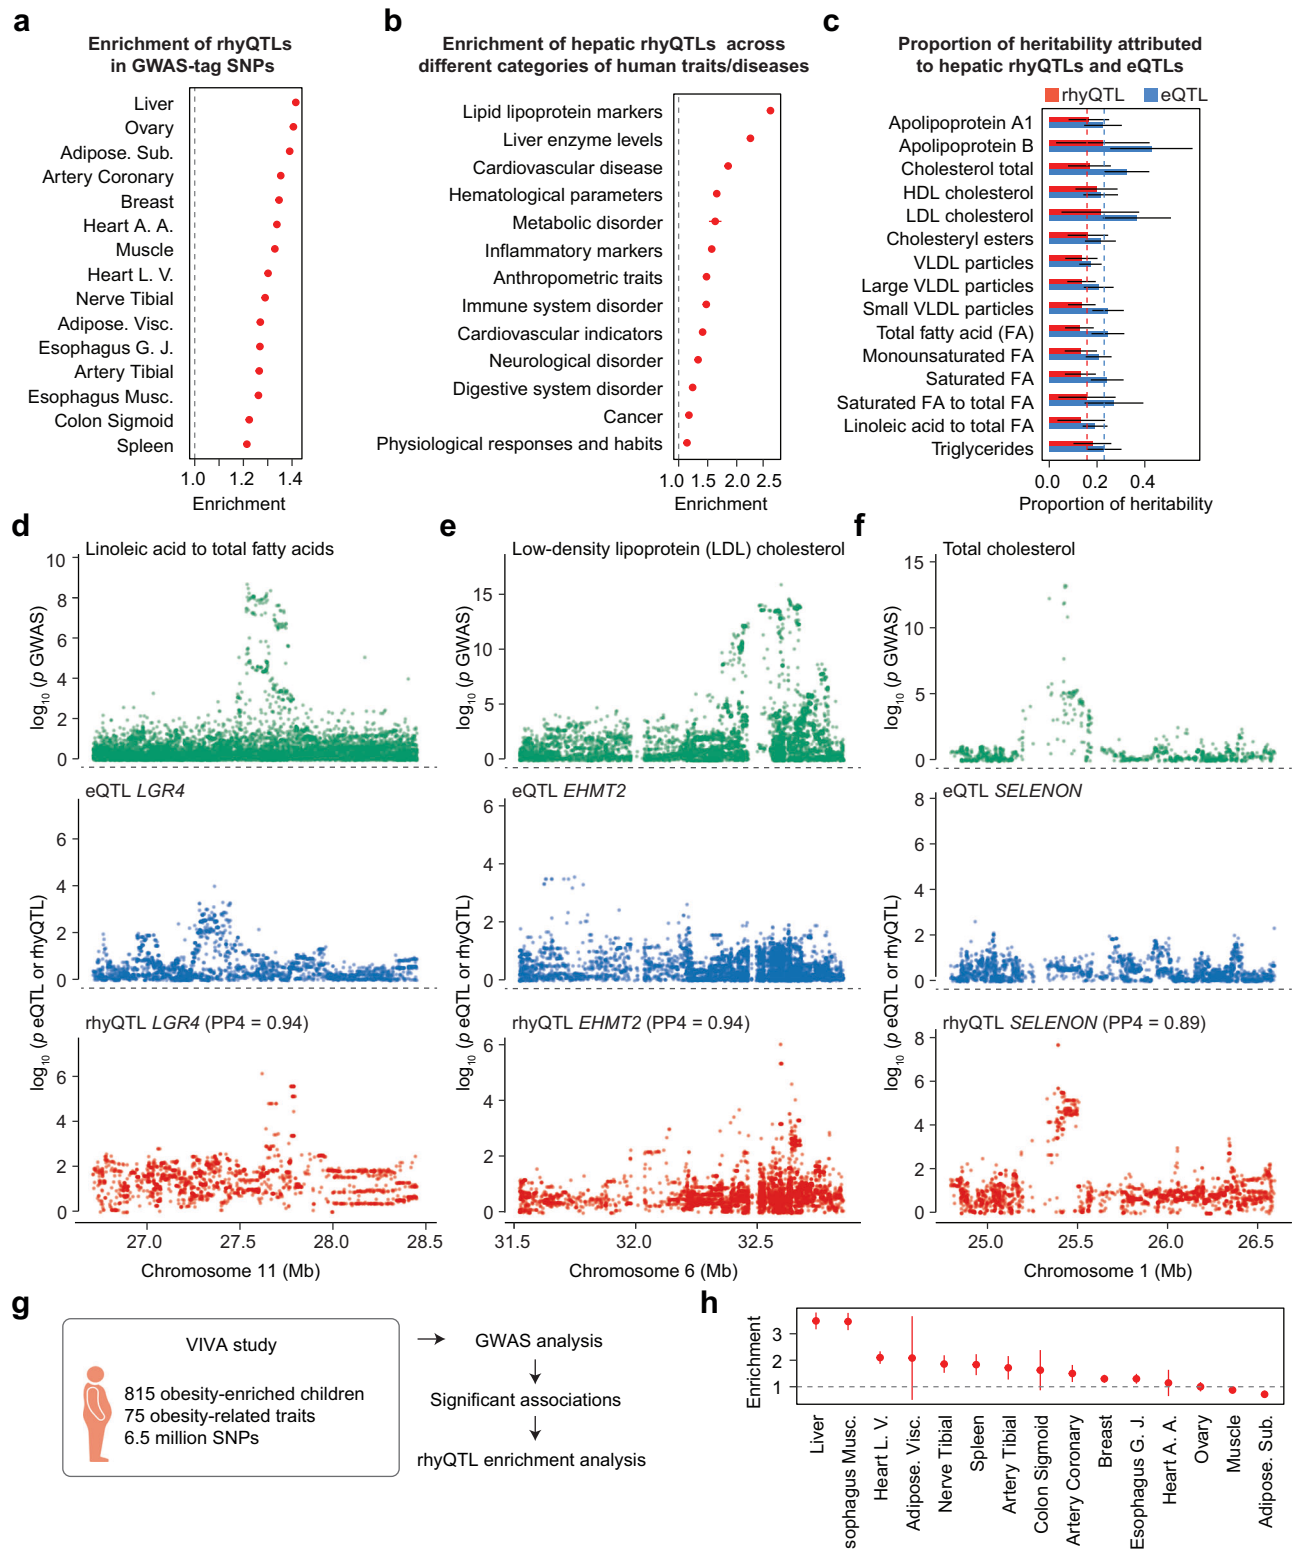 a
Enrichment of rhyQTLs
in GWAS-tag SNPs
Liver
Ovary
Adipose. Sub.
Artery Coronary
Breast
Heart A. A.
Muscle
Heart L. V.
Nerve Tibial
Adipose. Visc.
Esophagus G. J.
Artery Tibial
Esophagus Musc.
Colon Sigmoid
Spleen
1.0 1.2 1.4
Enrichment
b
Enrichment of hepatic rhyQTLs across
different categories of human traits/diseases
Lipid lipoprotein markers
Liver enzyme levels
Cardiovascular disease
Hematological parameters
Metabolic disorder
Inflammatory markers
Anthropometric traits
Immune system disorder
Cardiovascular indicators
Neurological disorder
Digestive system disorder
Cancer
Physiological responses and habits
1.0 1.5 2.0 2.5
Enrichment
c
Proportion of heritability attributed
to hepatic rhyQTLs and eQTLs
rhyQTL eQTL
Apolipoprotein A1
Apolipoprotein B
Cholesterol total
HDL cholesterol
LDL cholesterol
Cholesteryl esters
VLDL particles
Large VLDL particles
Small VLDL particles
Total fatty acid (FA)
Monounsaturated FA
Saturated FA
Saturated FA to total FA
Linoleic acid to total FA
Triglycerides
0.0 0.2 0.4
Proportion of heritability
d
Linoleic acid to total fatty acids
log10 (p GWAS)
10
8
6
4
2
0
eQTL LGR4
log10 (p eQTL or rhyQTL)
6
4
2
0
rhyQTL LGR4 (PP4 = 0.94)
6
4
2
0
27.0 27.5 28.0 28.5
Chromosome 11 (Mb)
e
Low-density lipoprotein (LDL) cholesterol
log10 (p GWAS)
15
10
5
0
eQTL EHMT2
log10 (p eQTL or rhyQTL)
6
4
2
0
rhyQTL EHMT2 (PP4 = 0.94)
6
4
2
0
31.5 32.0 32.5
Chromosome 6 (Mb)
f
Total cholesterol
log10 (p GWAS)
15
10
5
0
eQTL SELENON
log10 (p eQTL or rhyQTL)
8
6
4
2
0
rhyQTL SELENON (PP4 = 0.89)
8
6
4
2
0
25.0 25.5 26.0 26.5
Chromosome 1 (Mb)
g
VIVA study
815 obesity-enriched children
75 obesity-related traits
6.5 million SNPs
GWAS analysis
Significant associations
rhyQTL enrichment analysis
h
Enrichment
3
2
1
Liver
sophagus Musc.
Heart L. V.
Adipose. Visc.
Nerve Tibial
Spleen
Artery Tibial
Colon Sigmoid
Artery Coronary
Breast
Esophagus G. J.
Heart A. A.
Ovary
Muscle
Adipose. Sub.